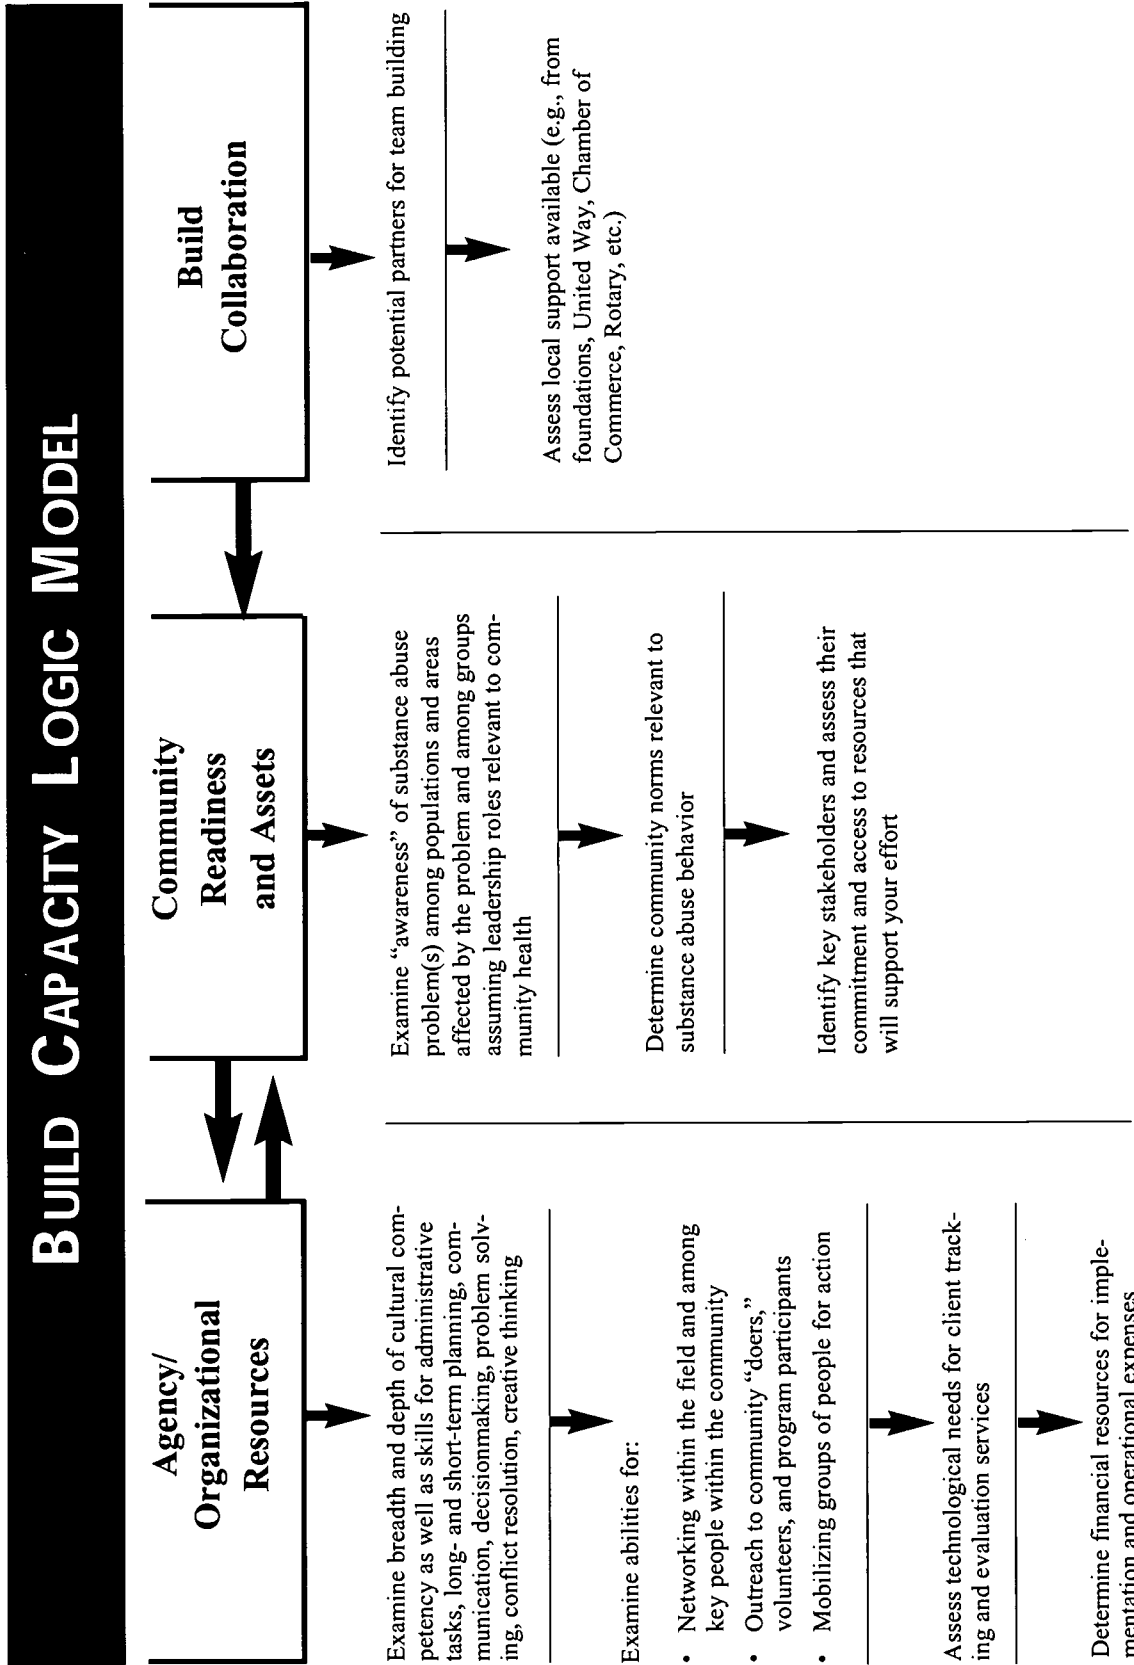 BUILD CAPACITY LOGIC MODEL
Agency/
Organizational
Resources
Examine breadth and depth of cultural com-
petency as well as skills for administrative
tasks, long- and short-term planning, com-
munication, decisionmaking, problem solv-
ing, conflict resolution, creative thinking
Examine abilities for:
• Networking within the field and among
key people within the community
• Outreach to community “doers,”
volunteers, and program participants
• Mobilizing groups of people for action
Assess technological needs for client track-
ing and evaluation services
Determine financial resources for imple-
mentation and operational expenses
Community
Readiness
and Assets
Examine “awareness” of substance abuse
problem(s) among populations and areas
affected by the problem and among groups
assuming leadership roles relevant to com-
munity health
Determine community norms relevant to
substance abuse behavior
Identify key stakeholders and assess their
commitment and access to resources that
will support your effort
Build
Collaboration
Identify potential partners for team building
Assess local support available (e.g., from
foundations, United Way, Chamber of
Commerce, Rotary, etc.)